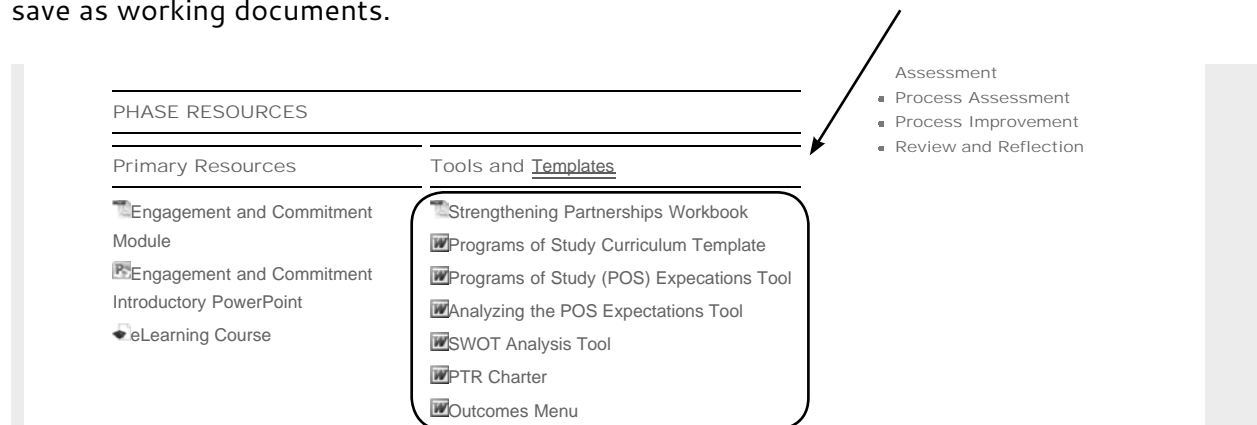 save as working documents.
PHASE RESOURCES
Primary Resources
Engagement and Commitment
Module
Engagement and Commitment
Introductory PowerPoint
eLearning Course
Tools and Templates
Strengthening Partnerships Workbook
Programs of Study Curriculum Template
Programs of Study (POS) Expecations Tool
Analyzing the POS Expectations Tool
SWOT Analysis Tool
PTR Charter
Outcomes Menu
Assessment
Process Assessment
Process Improvement
Review and Reflection